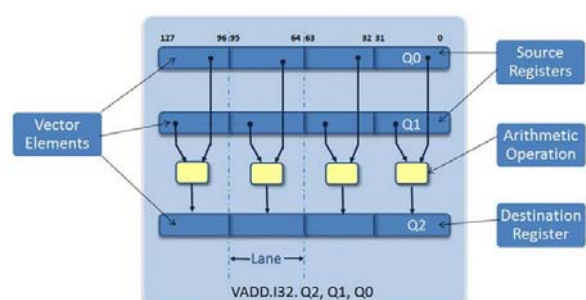 127 96:95 64:63 32 31 0
Q0
Source
Registers
Vector
Elements
Q1
Arithmetic
Operation
Q2
Destination
Register
Lane
VADD.I32. Q2, Q1, Q0